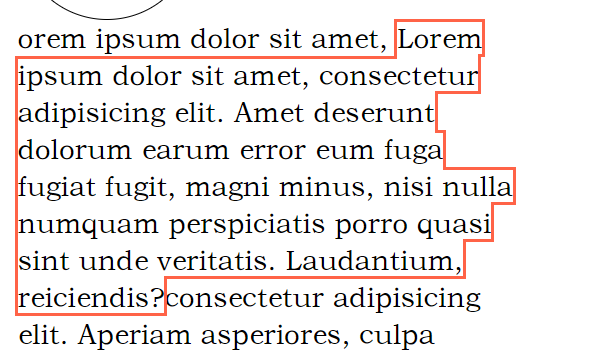 orem ipsum dolor sit amet, Lorem
ipsum dolor sit amet, consectetur
adipisicing elit. Amet deserunt
dolorum earum error eum fuga
fugiat fugit, magni minus, nisi nulla
numquam perspiciatis porro quasi
sint unde veritatis. Laudantium,
reiciendis?consectetur adipisicing
elit. Aperiam asperiores, culpa